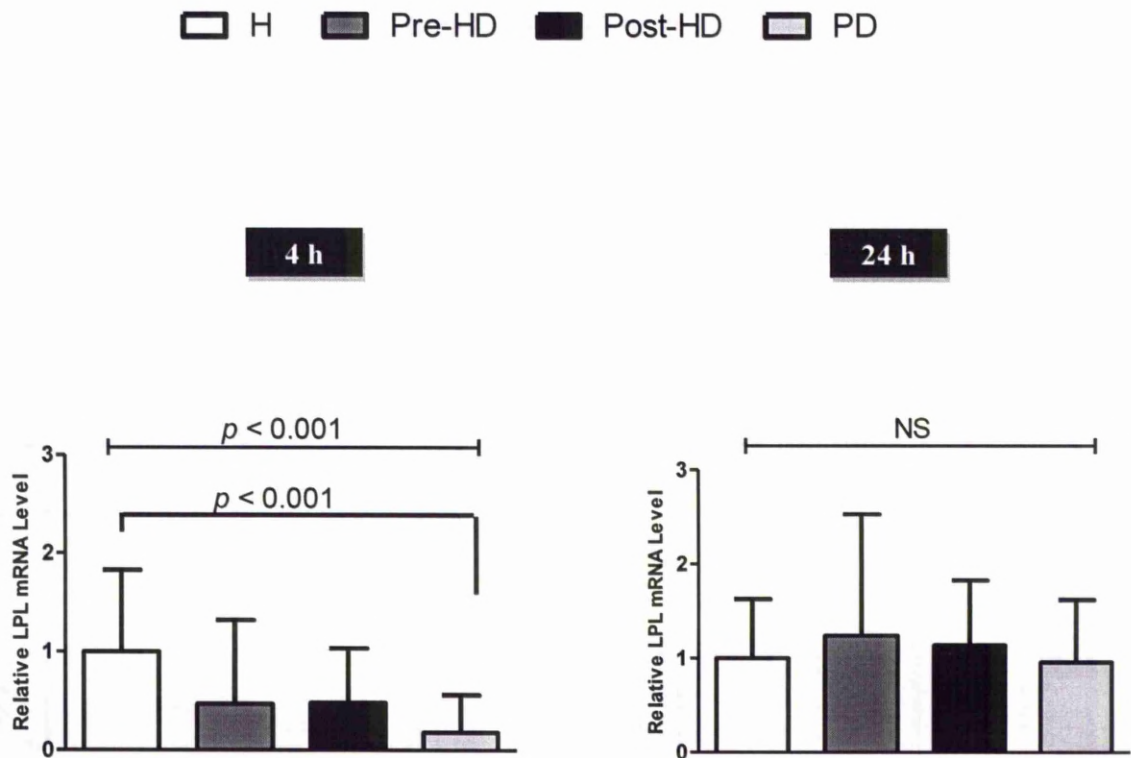 H Pre-HD Post-HD PD
4 h
24 h
p < 0.001
p < 0.001
3
2
1
0
Relative LPL mRNA Level
NS
3
2
1
0
Relative LPL mRNA Level